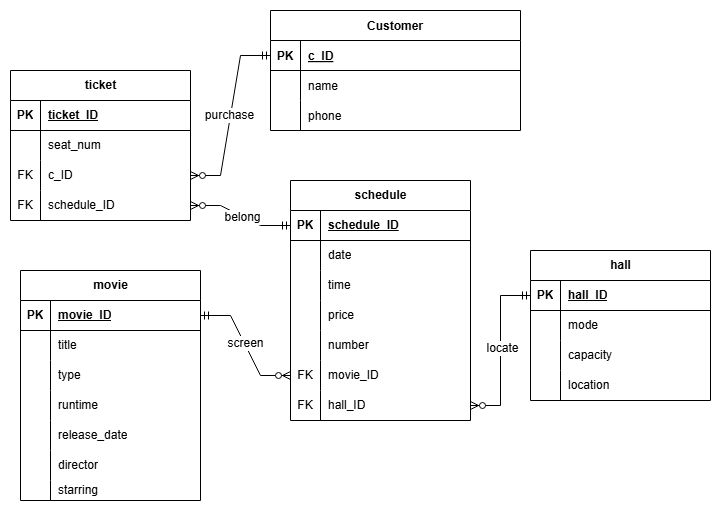 Customer
PK c_ID
name
phone
ticket
PK ticket_ID
seat_num
FK c_ID
FK schedule_ID
purchase
belong
schedule
PK schedule_ID
date
time
price
number
FK movie_ID
FK hall_ID
movie
PK movie_ID
title
type
runtime
release_date
director
starring
screen
locate
hall
PK hall_ID
mode
capacity
location